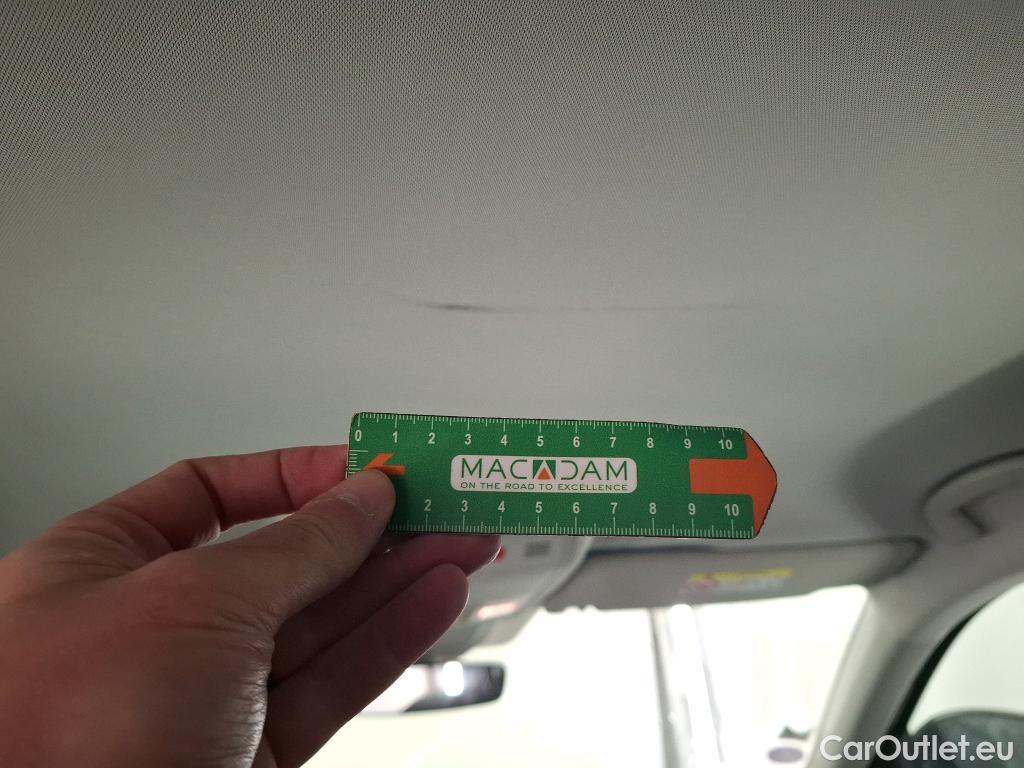 0 1 2 3 4 5 6 7 8 9 10
MACADAM
ON THE ROAD TO EXCELLENCE
2 3 4 5 6 7 8 9 10
CarOutlet.eu